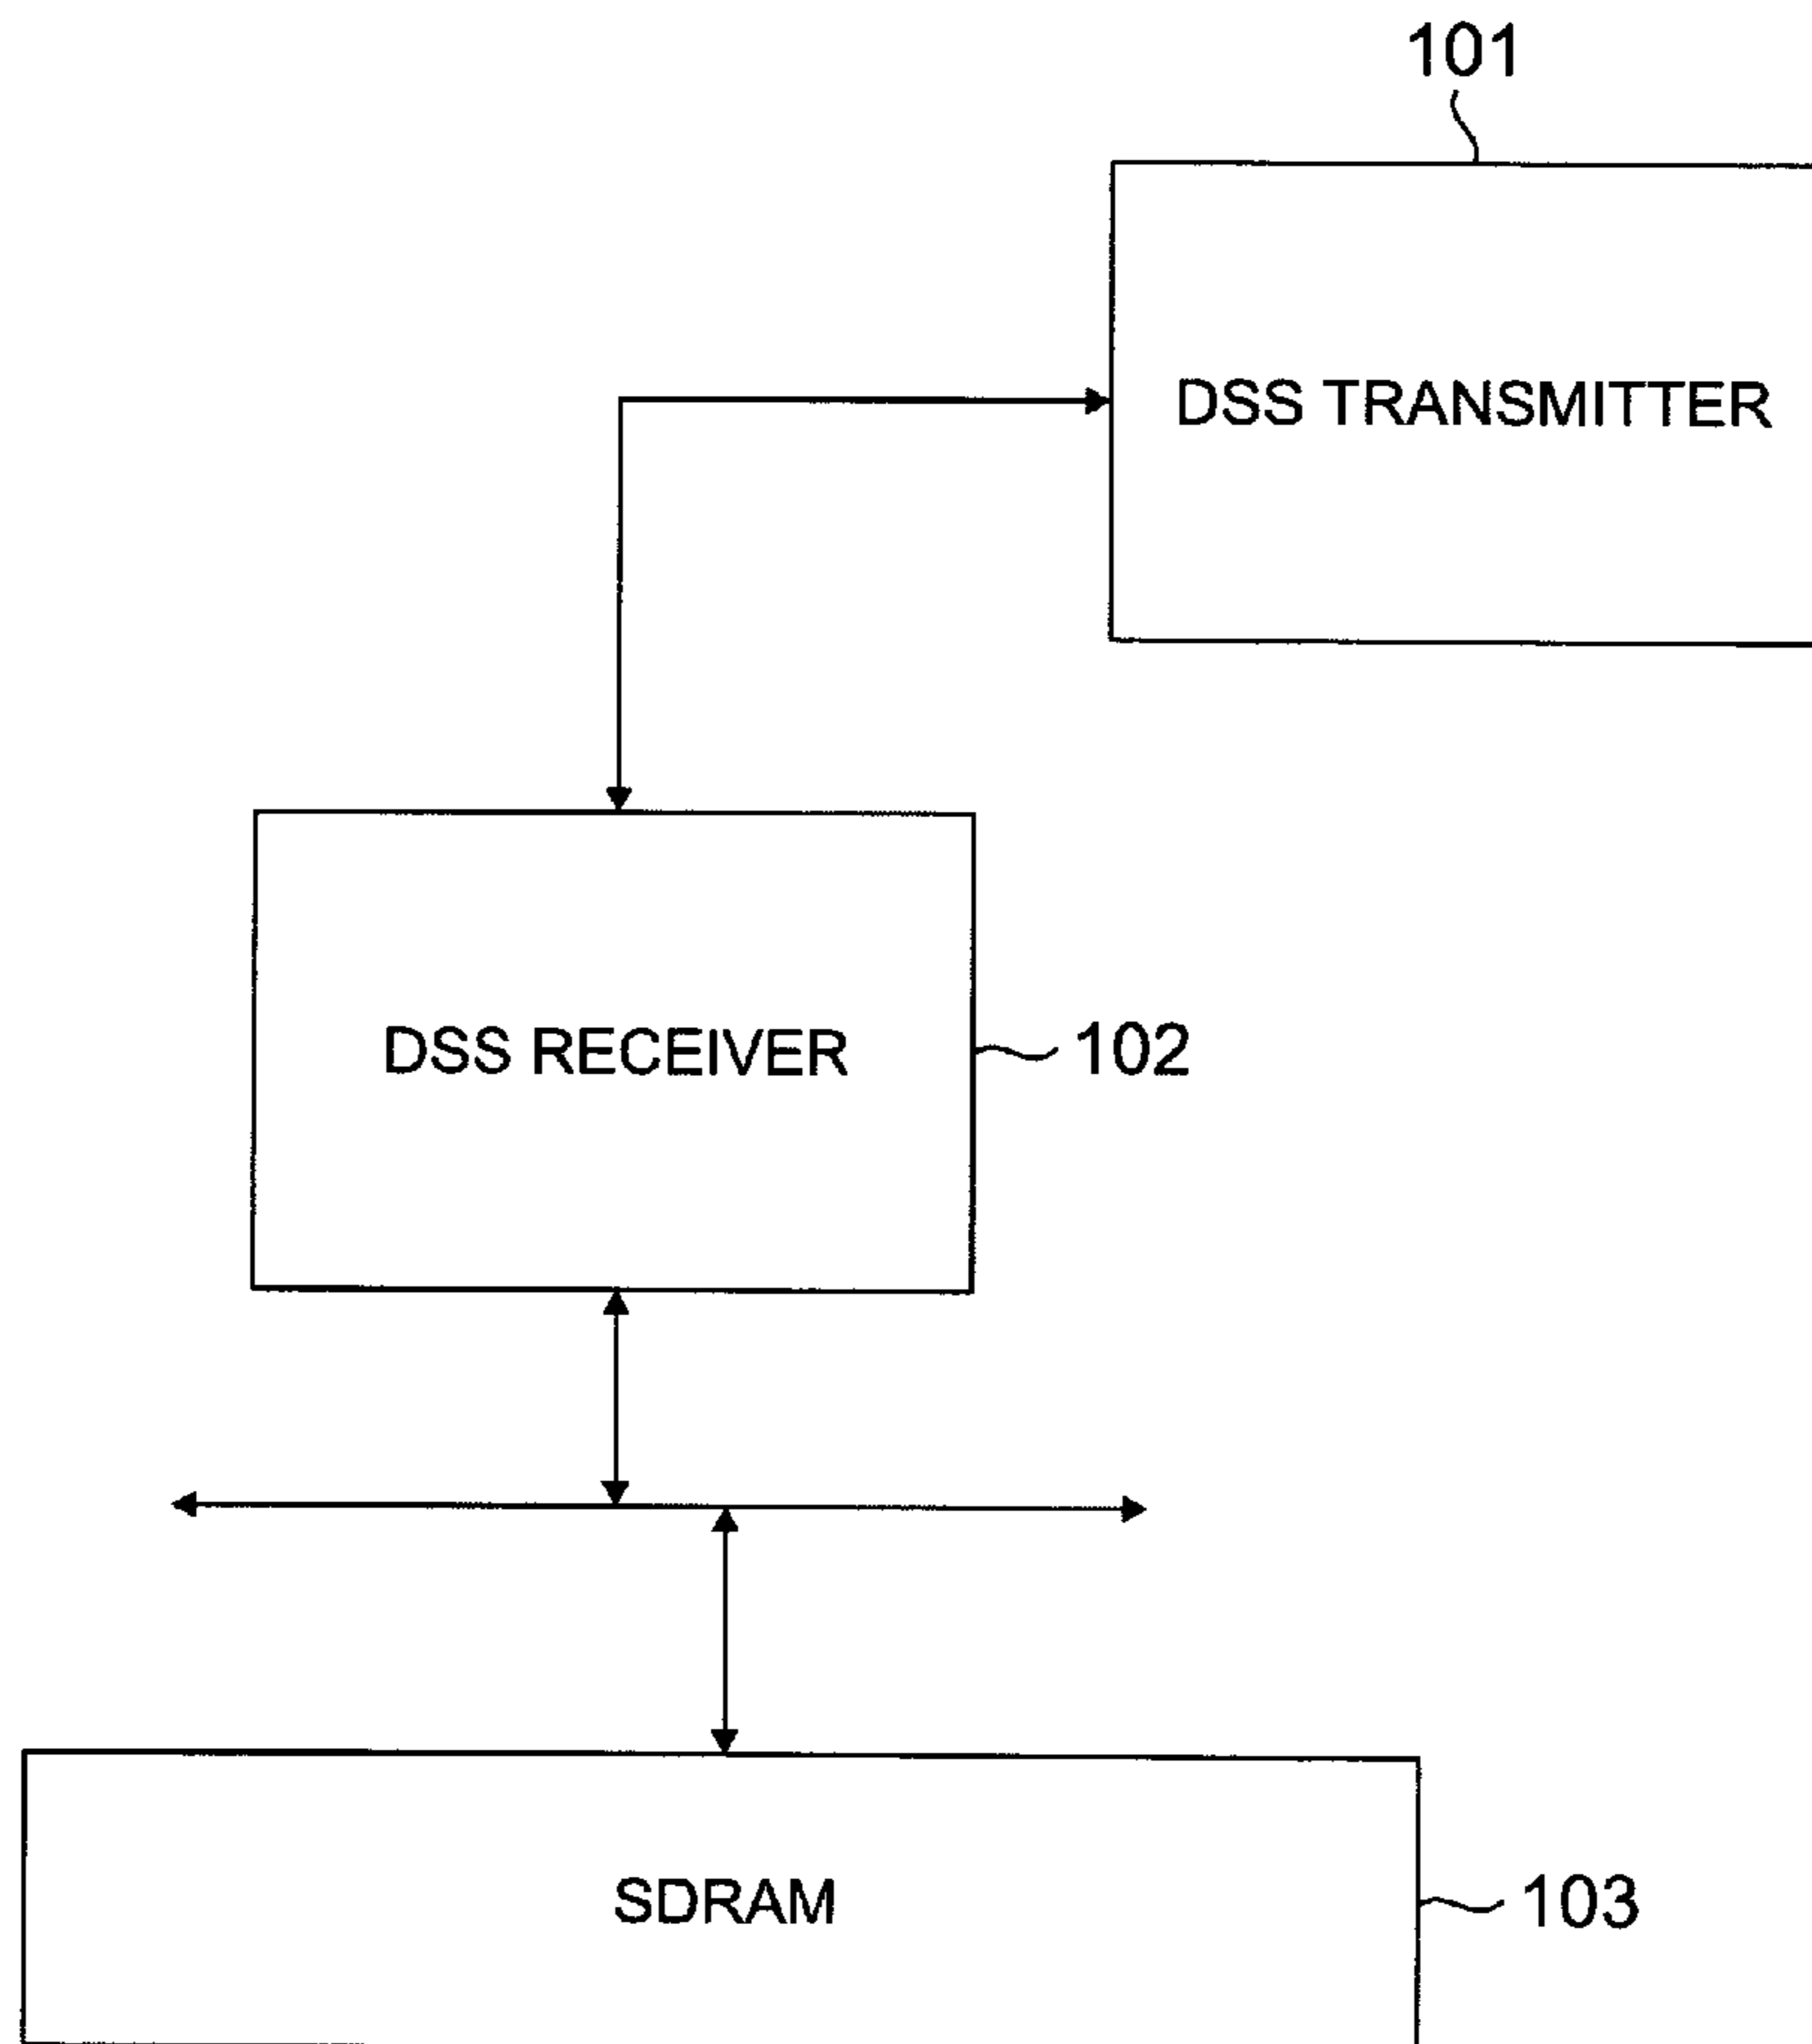 101
DSS TRANSMITTER
DSS RECEIVER
102
SDRAM
103